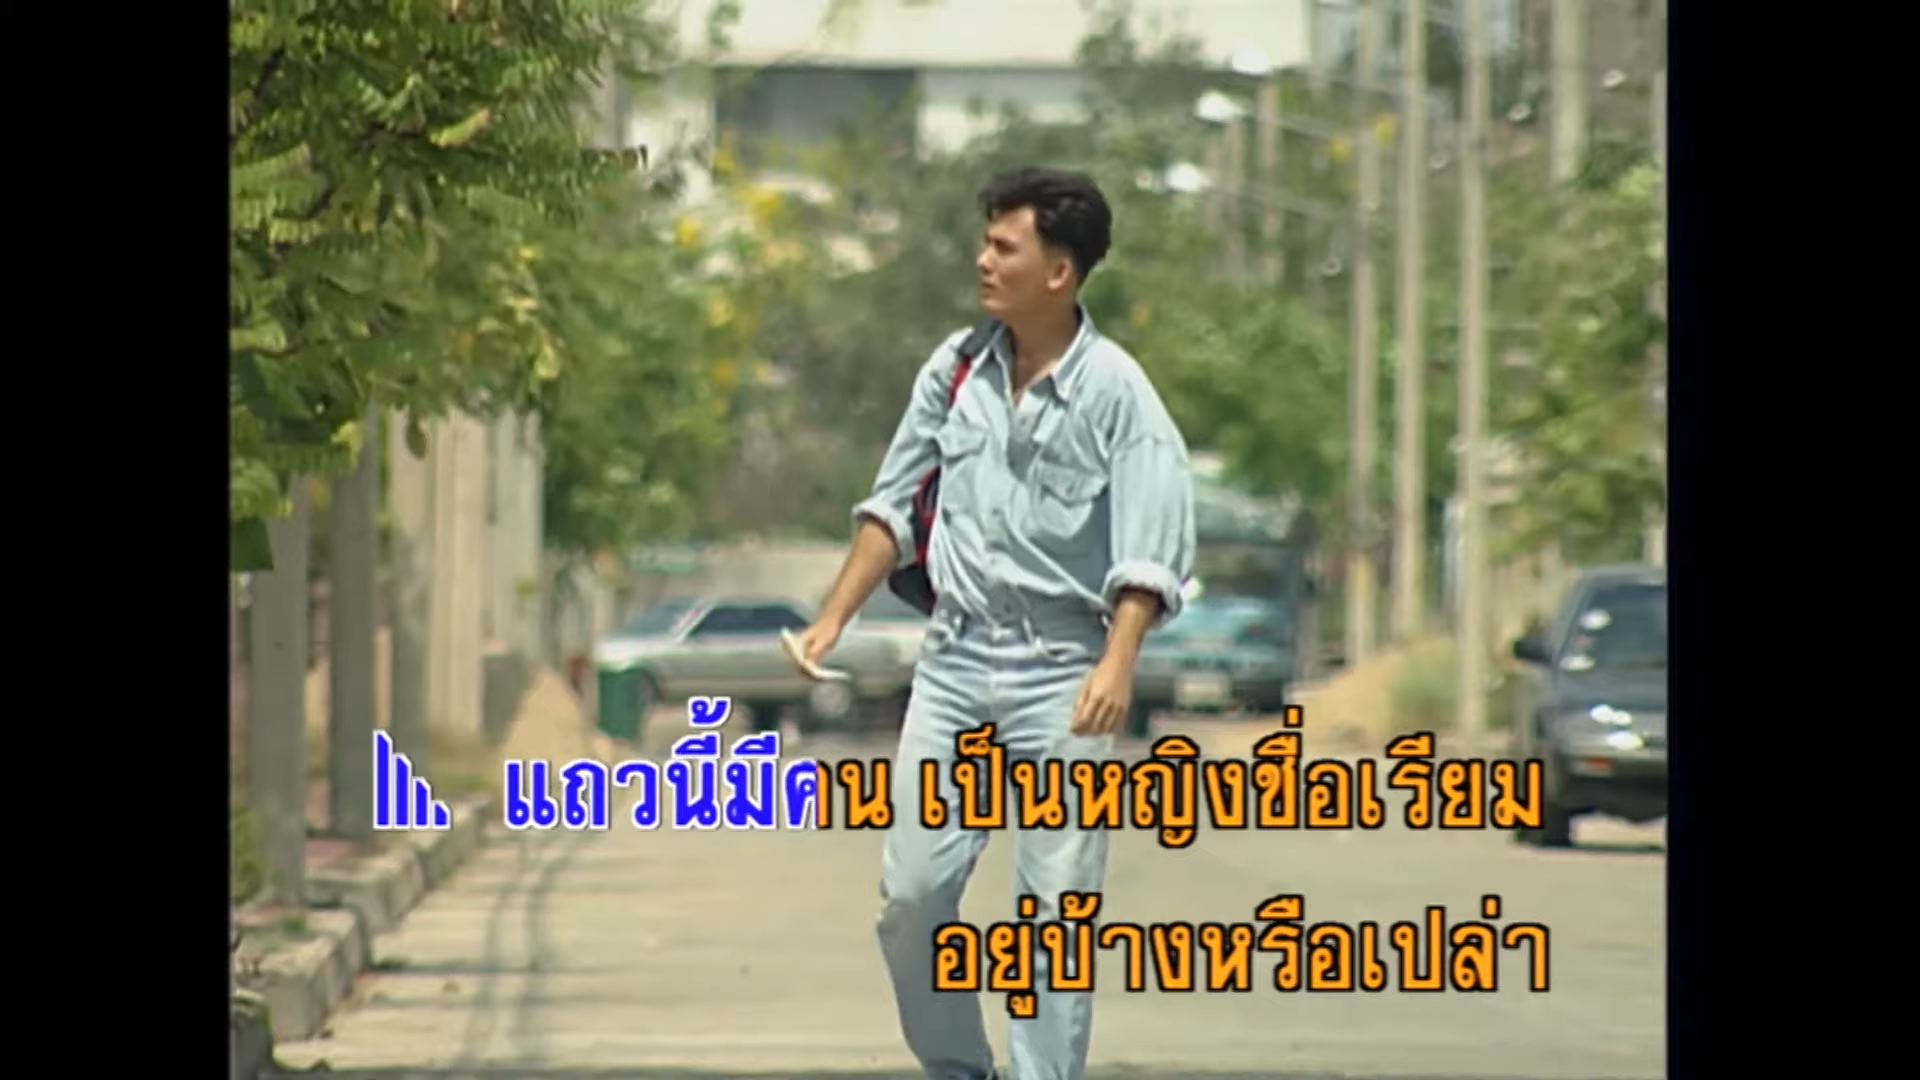 แถวนี้มีคน เป็นหญิงชื่อเรียม
อยู่บ้างหรือเปล่า